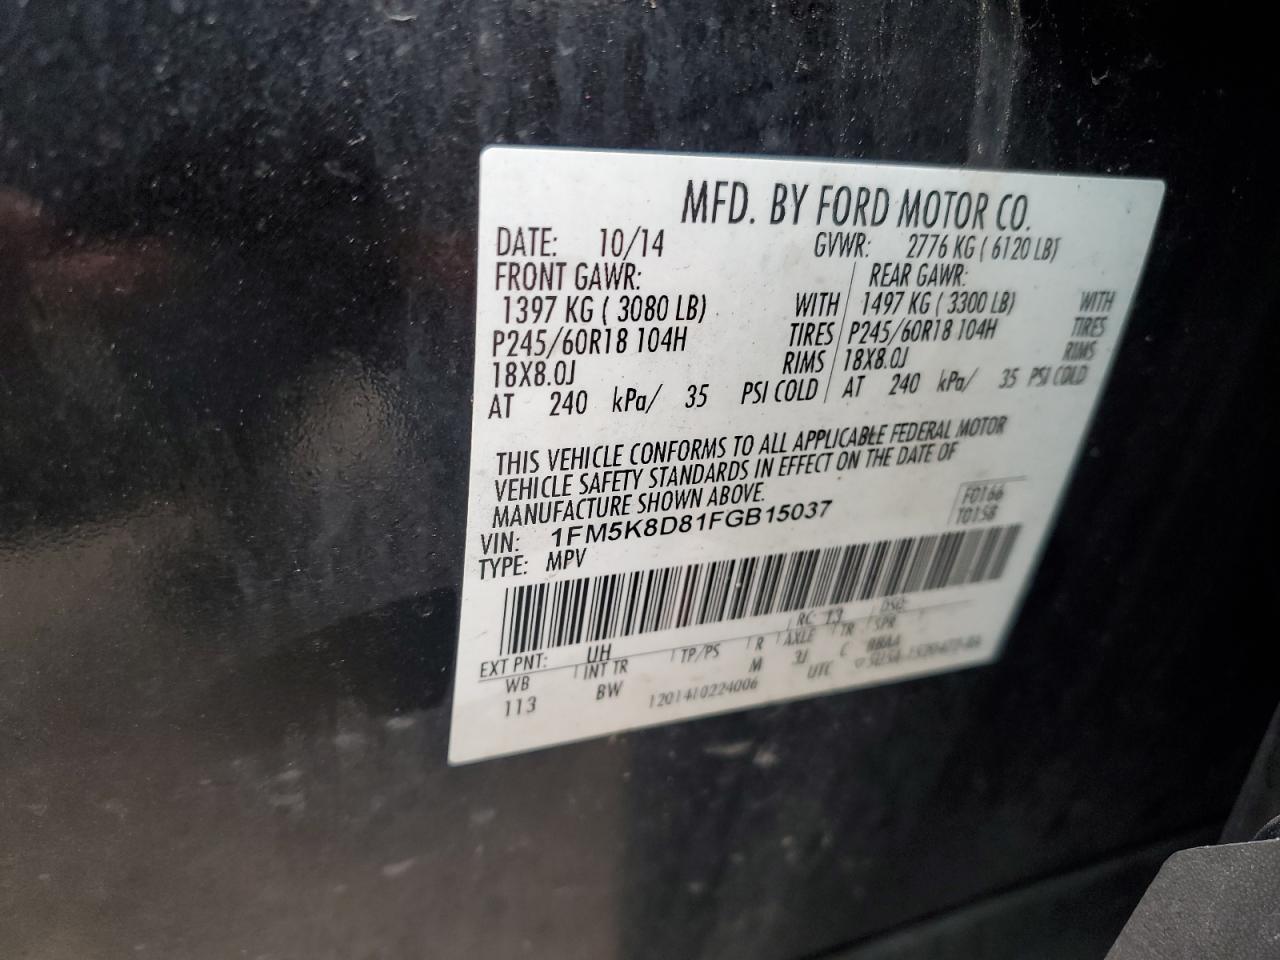 MFD. BY FORD MOTOR CO.
DATE: 10/14 GVWR: 2776 KG ( 6120 LB)
FRONT GAWR: REAR GAWR:
1397 KG ( 3080 LB) WITH 1497 KG ( 3300 LB) WITH
P245/60R18 104H TIRES P245/60R18 104H TIRES
18X8.0J RIMS 18X8.0J RIMS
AT 240 kPa/ 35 PSI COLD AT 240 kPa/ 35 PSI COLD
THIS VEHICLE CONFORMS TO ALL APPLICABLE FEDERAL MOTOR
VEHICLE SAFETY STANDARDS IN EFFECT ON THE DATE OF
MANUFACTURE SHOWN ABOVE.
F0166
VIN: 1FM5K8D81FGB15037
T0158
TYPE: MPV
EXT PNT: UH RC: 13 DSO:
WB INT TR TP/PS R AXLE TR SPR
113 BW M 3J C BBAA
1201410224006 UTC